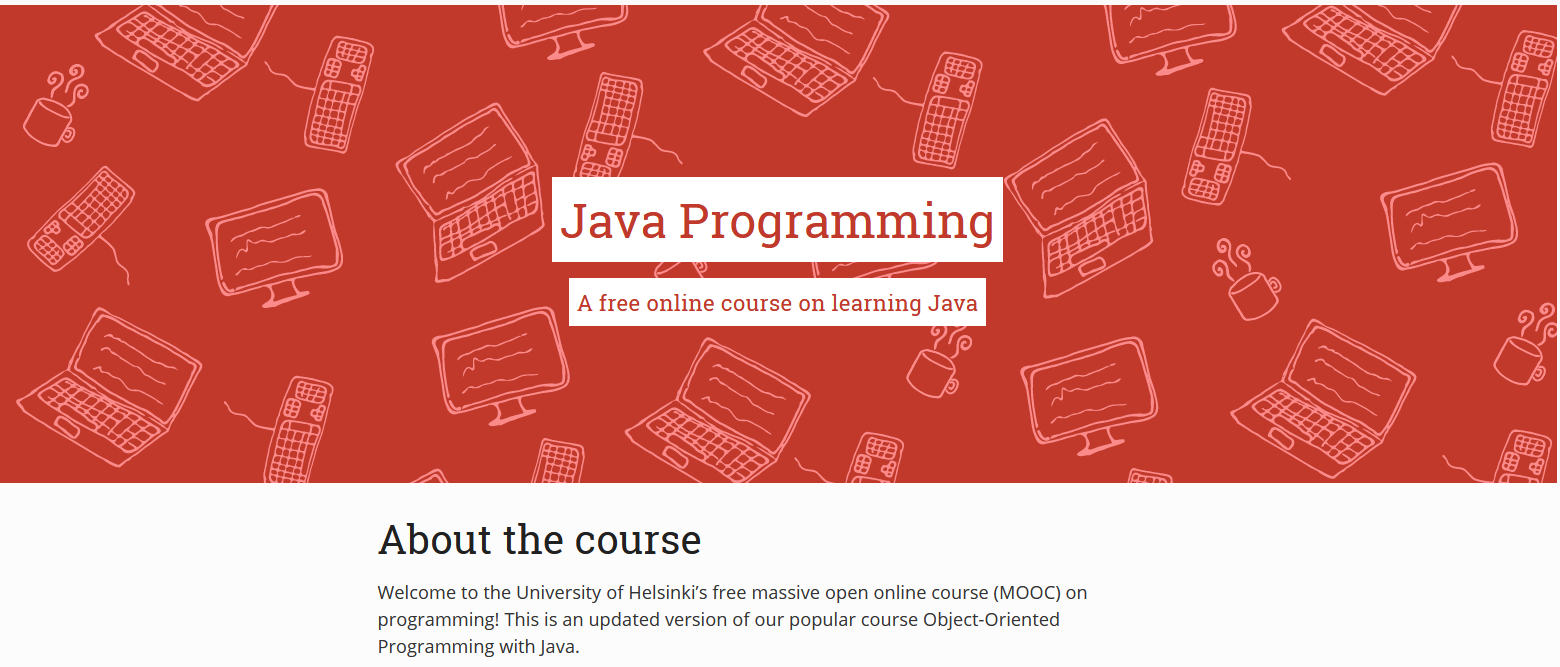 Java Programming
A free online course on learning Java
About the course
Welcome to the University of Helsinki’s free massive open online course (MOOC) on
programming! This is an updated version of our popular course Object-Oriented
Programming with Java.